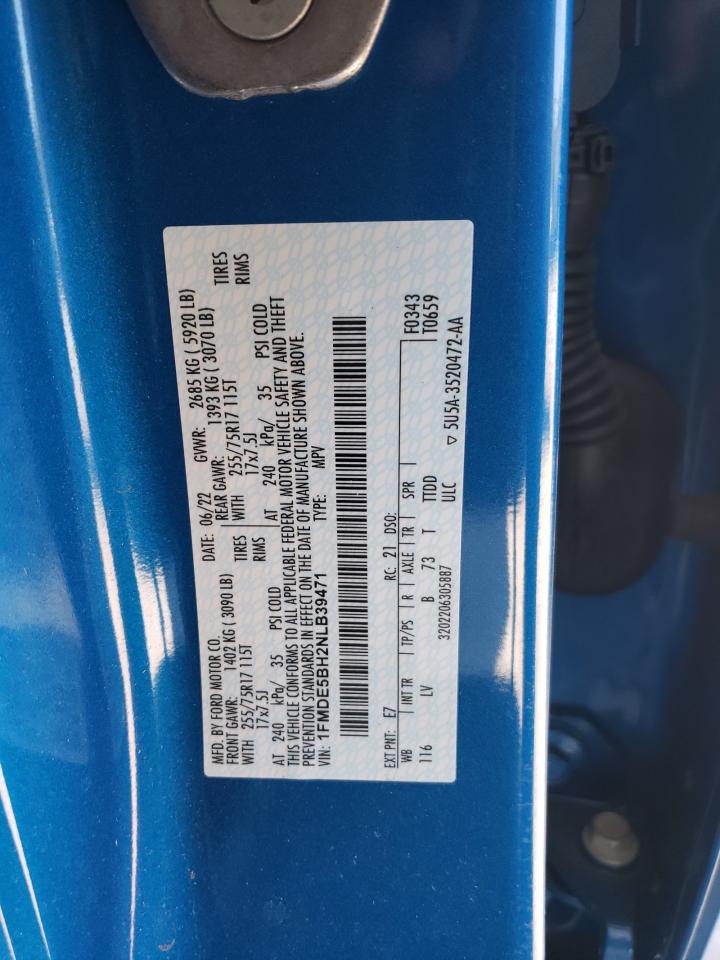 MFD. BY FORD MOTOR CO.
DATE: 06/22 GVWR: 2685 KG ( 5920 LB)
FRONT GAWR: 1402 KG ( 3090 LB) REAR GAWR: 1393 KG ( 3070 LB)
WITH 255/75R17 115T TIRES WITH 255/75R17 115T TIRES
17x7.5J RIMS 17x7.5J RIMS
AT 240 kPa/ 35 PSI COLD AT 240 kPa/ 35 PSI COLD
THIS VEHICLE CONFORMS TO ALL APPLICABLE FEDERAL MOTOR VEHICLE SAFETY AND THEFT
PREVENTION STANDARDS IN EFFECT ON THE DATE OF MANUFACTURE SHOWN ABOVE.
VIN: 1FMDE5BH2NLB39471 TYPE: MPV
EXT PNT: E7 RC: 21 DSO: F0343
WB INT TR TP/PS R AXLE TR SPR T0659
116 LV B 73 T TTDD
3202206305887 ULC ▽ 5U5A-3520472-AA